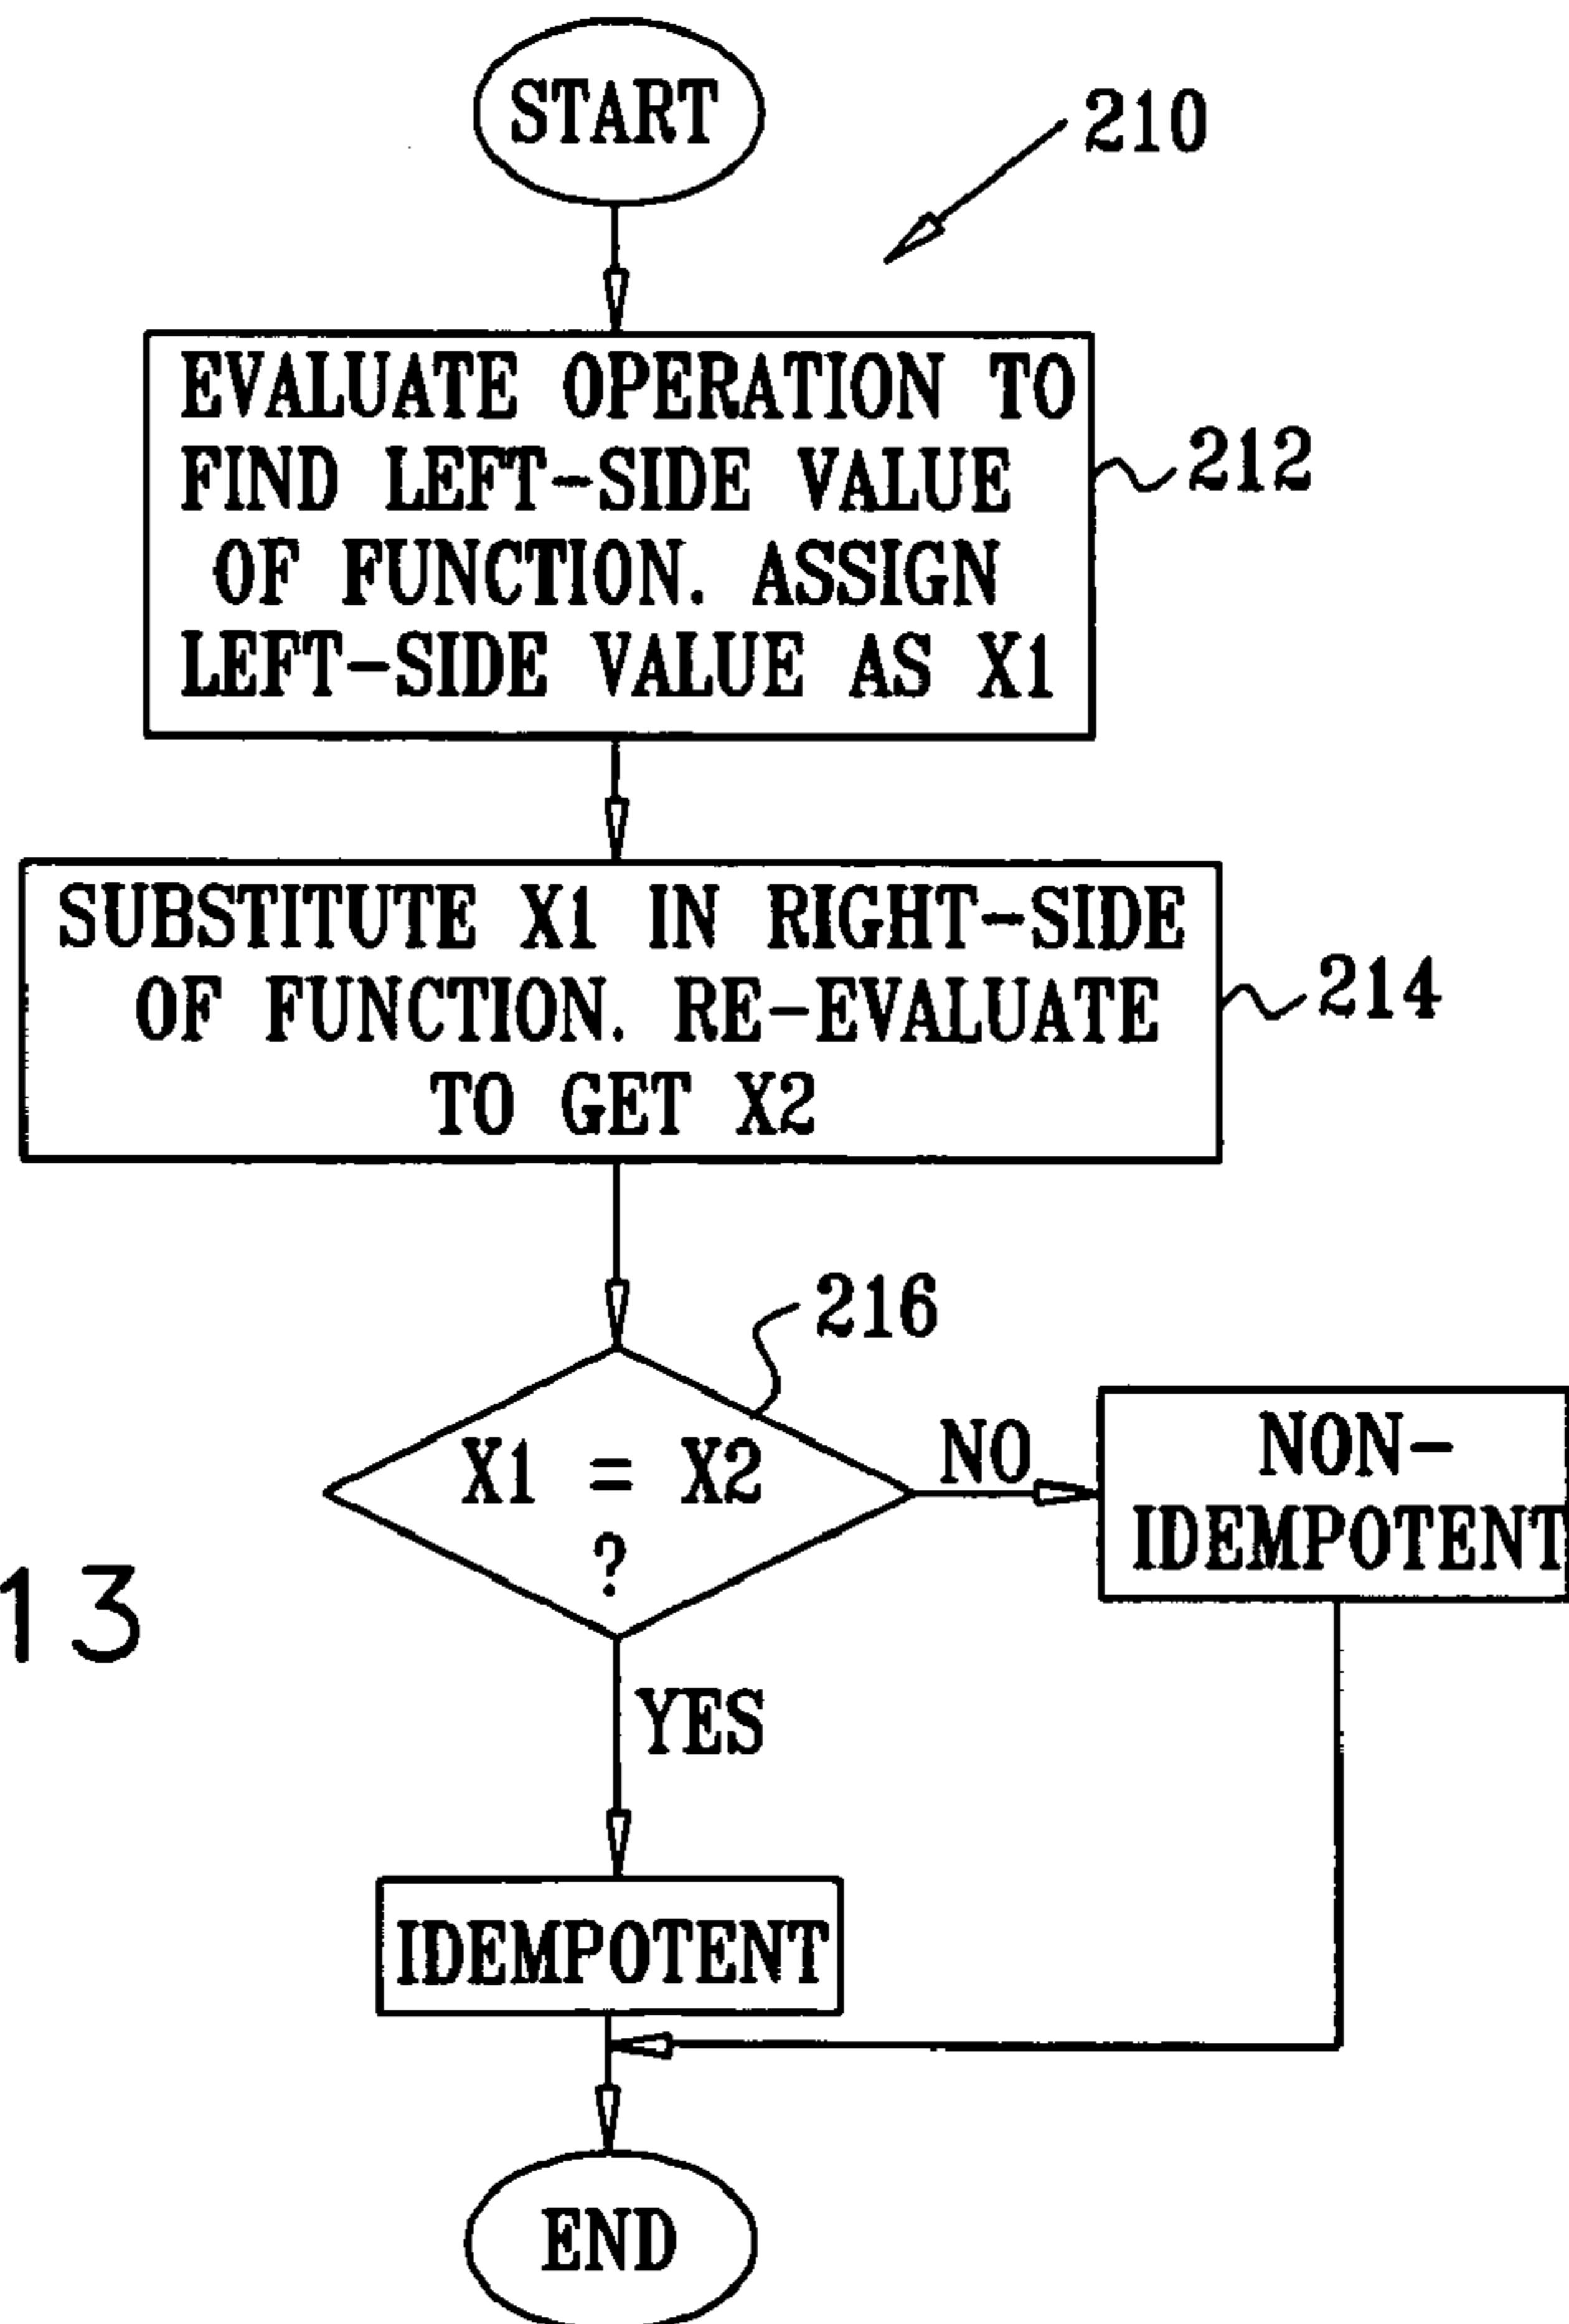 START
210
EVALUATE OPERATION TO
FIND LEFT-SIDE VALUE
OF FUNCTION. ASSIGN
LEFT-SIDE VALUE AS X1
212
SUBSTITUTE X1 IN RIGHT-SIDE
OF FUNCTION. RE-EVALUATE
TO GET X2
214
216
X1 = X2
?
NO
NON-
IDEMPOTENT
13
YES
IDEMPOTENT
END